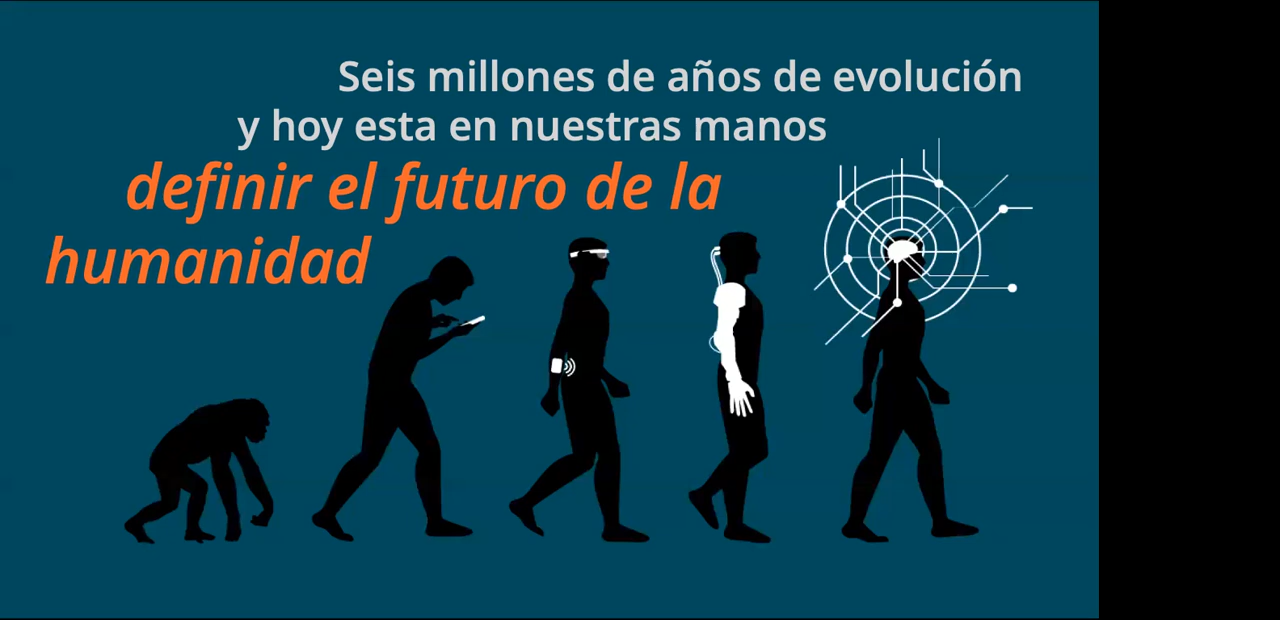 Seis millones de años de evolución
y hoy esta en nuestras manos
definir el futuro de la
humanidad